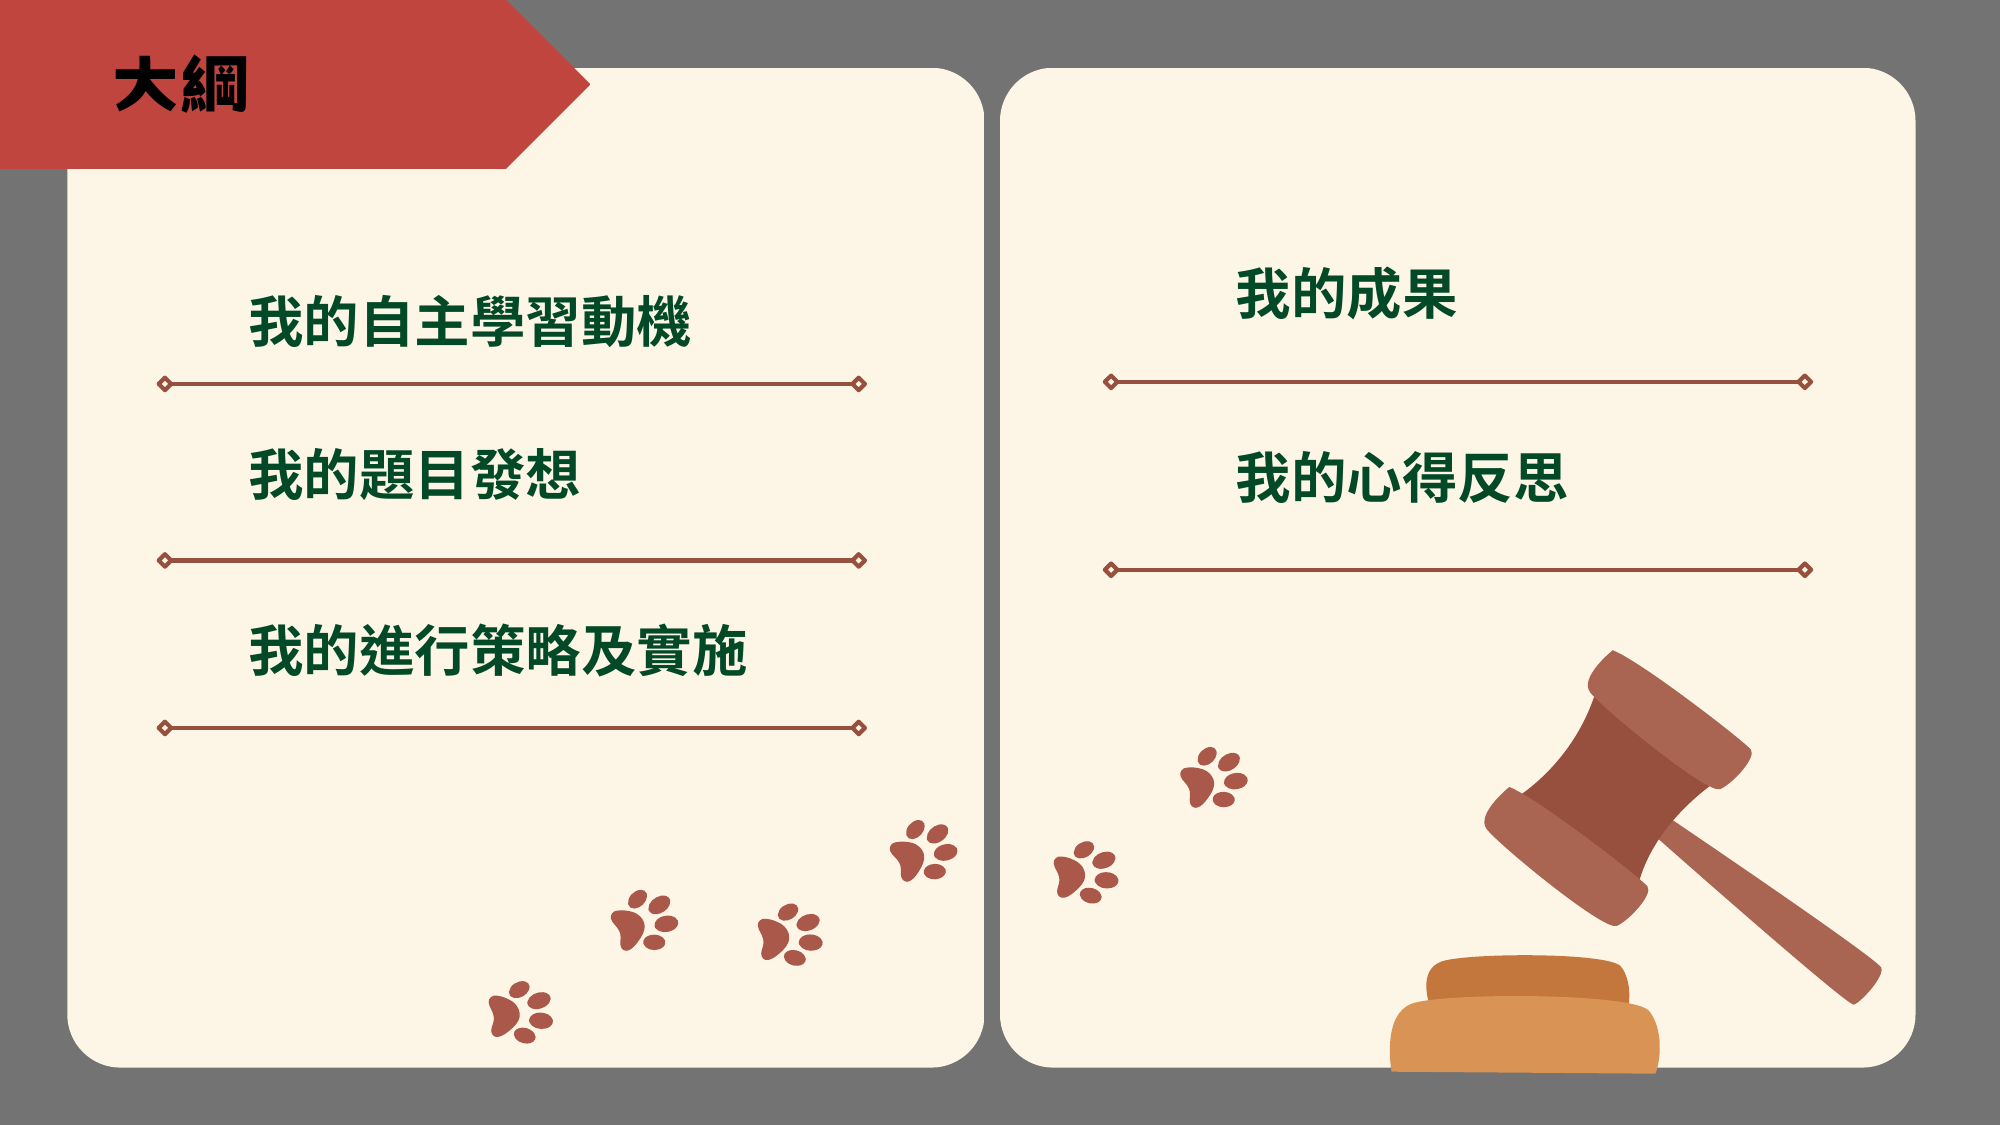 大綱
我的自主學習動機
我的題目發想
我的進行策略及實施
我的成果
我的心得反思